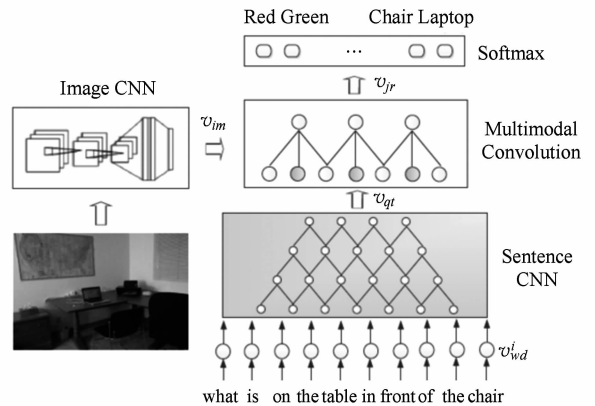 Red Green
Chair Laptop
...
Softmax
v_jr
Image CNN
v_im
Multimodal
Convolution
v_qt
Sentence
CNN
v^i_wd
what is on the table in front of the chair